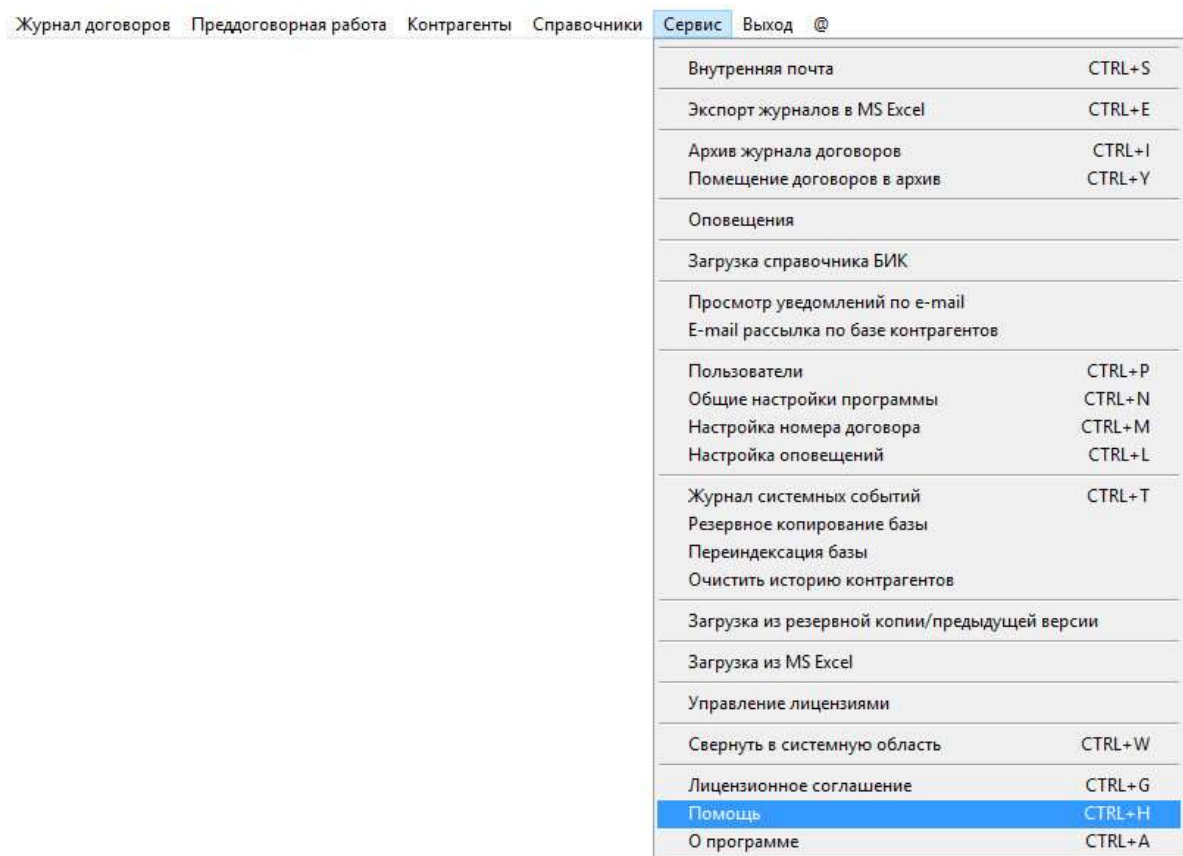 Журнал договоров Преддоговорная работа Контрагенты Справочники Сервис Выход @
Внутренняя почта CTRL+S
Экспорт журналов в MS Excel CTRL+E
Архив журнала договоров CTRL+I
Помещение договоров в архив CTRL+Y
Оповещения
Загрузка справочника БИК
Просмотр уведомлений по e-mail
E-mail рассылка по базе контрагентов
Пользователи CTRL+P
Общие настройки программы CTRL+N
Настройка номера договора CTRL+M
Настройка оповещений CTRL+L
Журнал системных событий CTRL+T
Резервное копирование базы
Переиндексация базы
Очистить историю контрагентов
Загрузка из резервной копии/предыдущей версии
Загрузка из MS Excel
Управление лицензиями
Свернуть в системную область CTRL+W
Лицензионное соглашение CTRL+G
Помощь CTRL+H
О программе CTRL+A